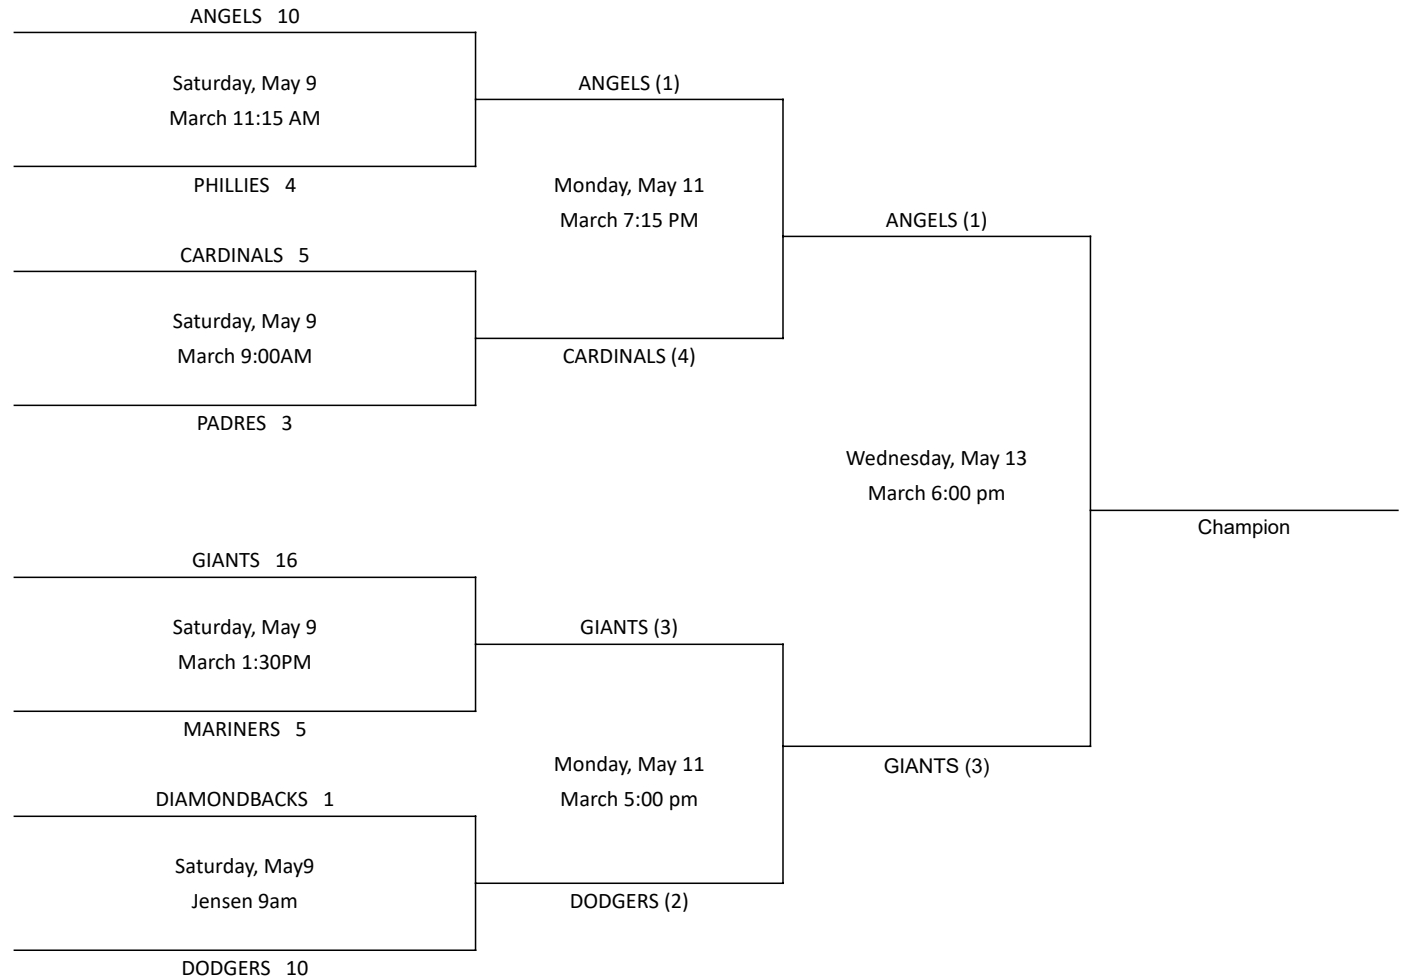 ANGELS 10
Saturday, May 9
March 11:15 AM
PHILLIES 4
CARDINALS 5
Saturday, May 9
March 9:00AM
PADRES 3
GIANTS 16
Saturday, May 9
March 1:30PM
MARINERS 5
DIAMONDBACKS 1
Saturday, May9
Jensen 9am
DODGERS 10
ANGELS (1)
Monday, May 11
March 7:15 PM
CARDINALS (4)
GIANTS (3)
Monday, May 11
March 5:00 pm
DODGERS (2)
ANGELS (1)
Wednesday, May 13
March 6:00 pm
GIANTS (3)
Champion